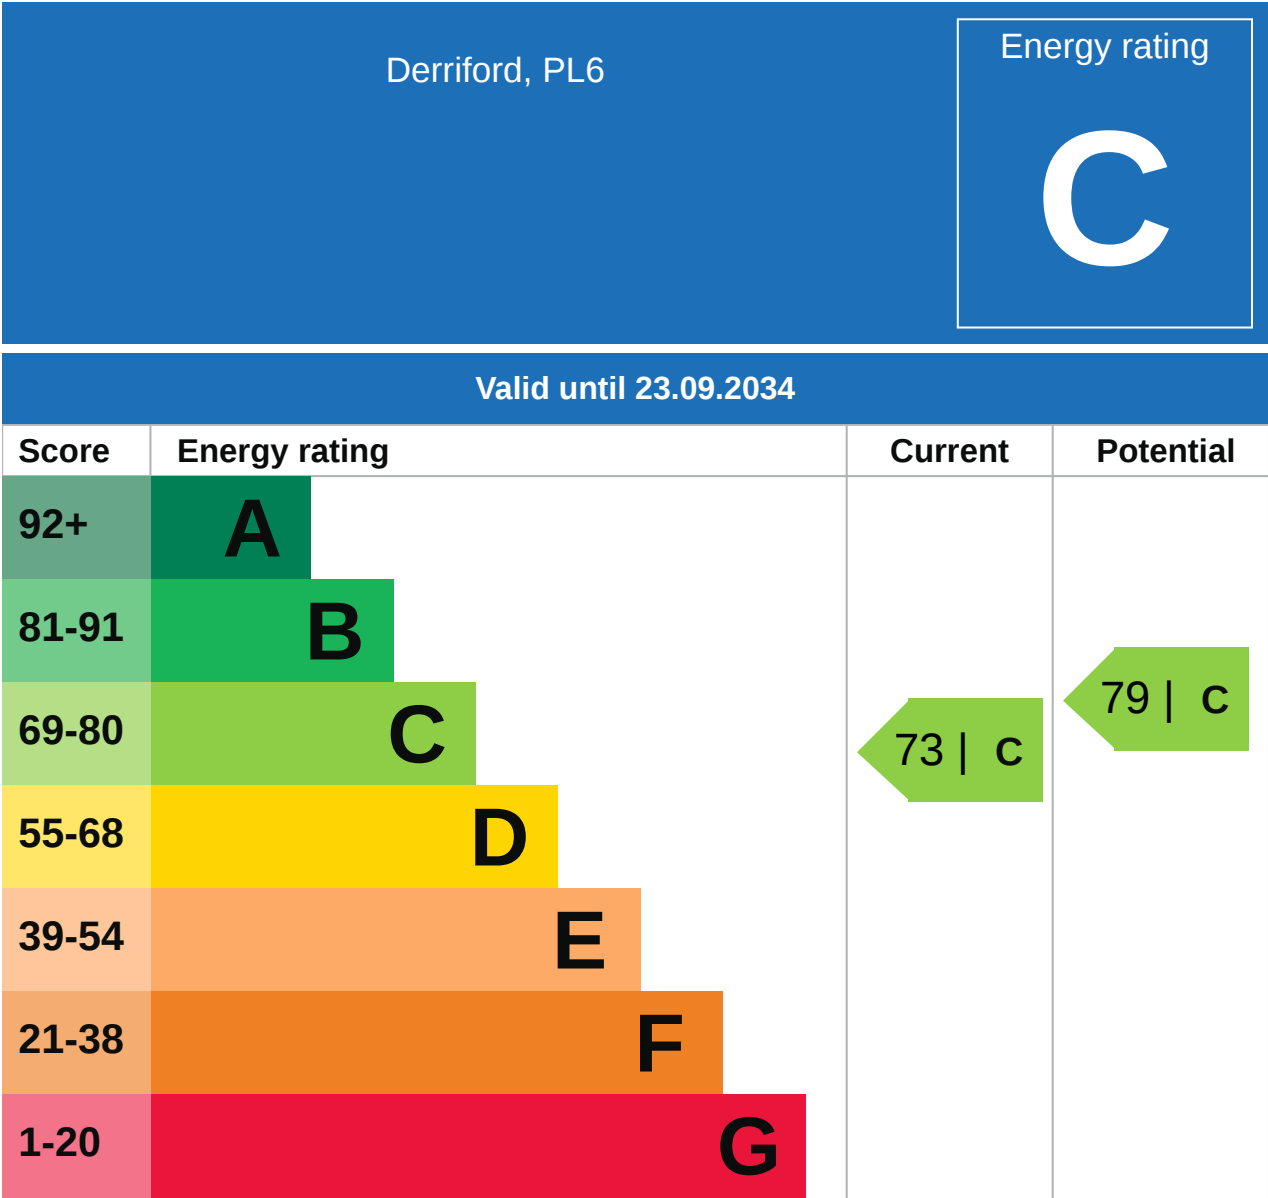 Derriford, PL6
Energy rating
C
Valid until 23.09.2034
Score Energy rating Current Potential
92+ A
81-91 B
79 | C
69-80 C
73 | C
55-68 D
39-54 E
21-38 F
1-20 G